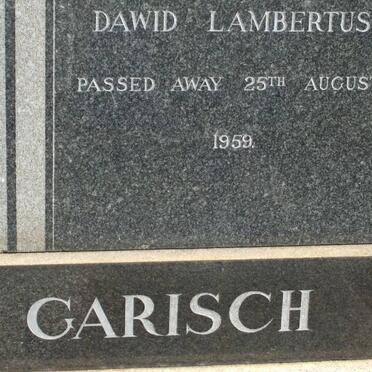 DAWID LAMBERTUS
PASSED AWAY 25TH AUGUST
1959.
GARISCH